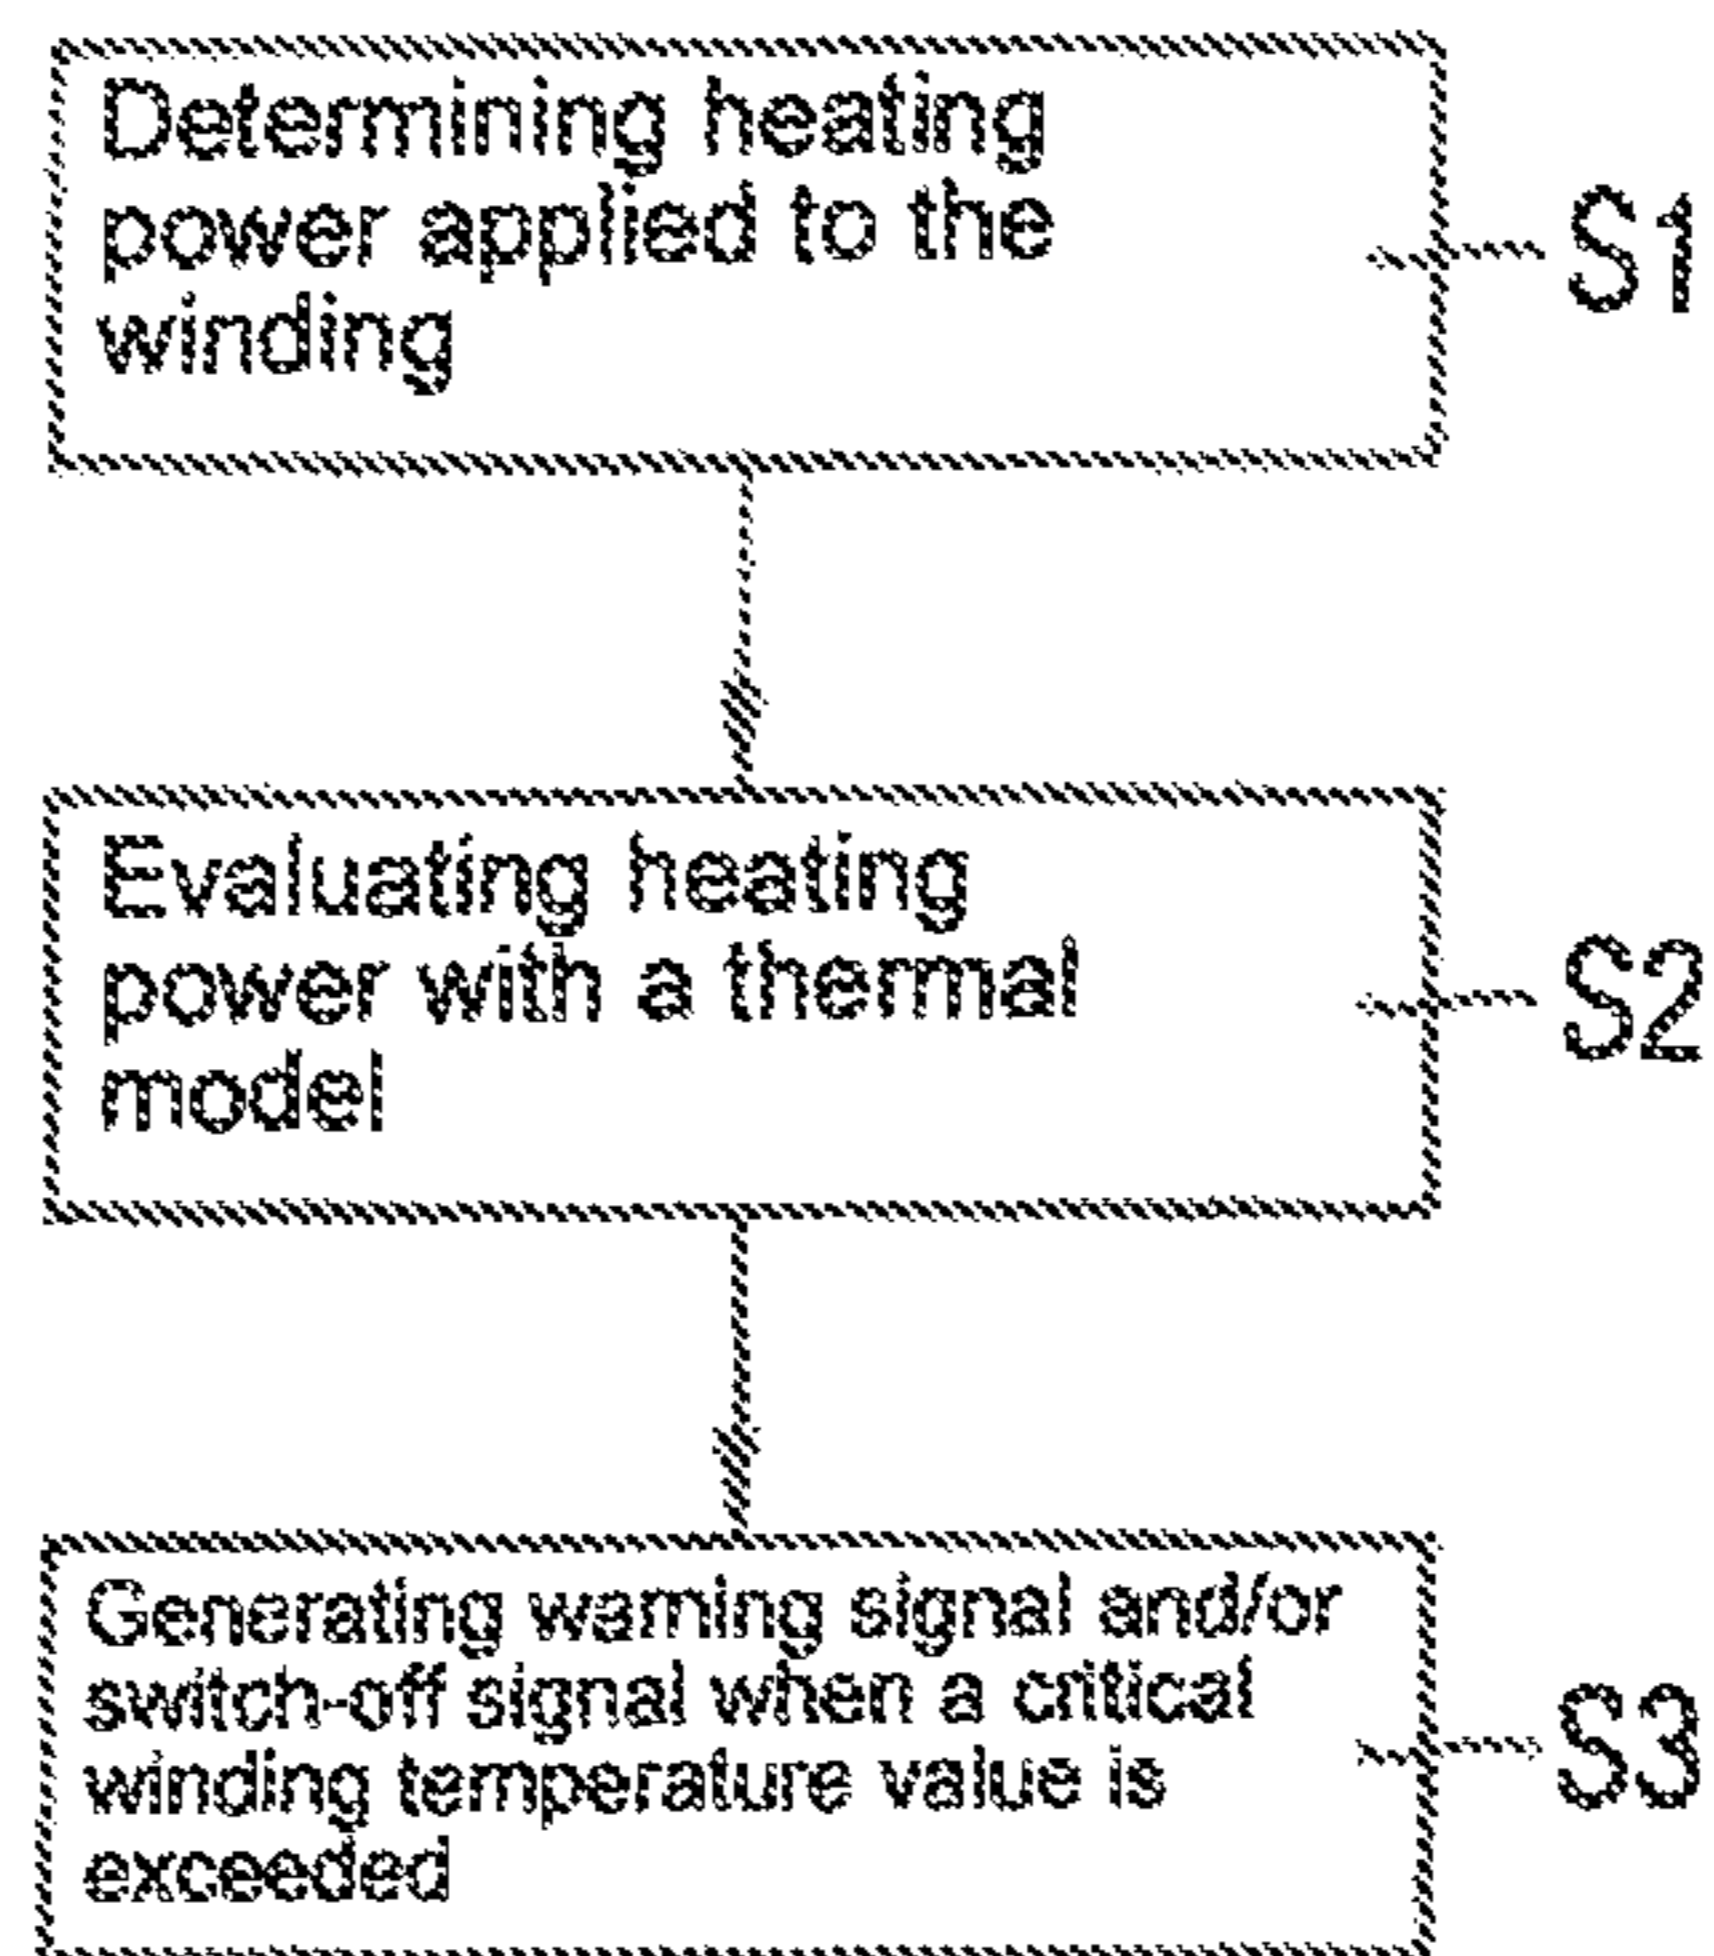 Determining heating
power applied to the
winding
S1
Evaluating heating
power with a thermal
model
S2
Generating warning signal and/or
switch-off signal when a critical
winding temperature value is
exceeded
S3